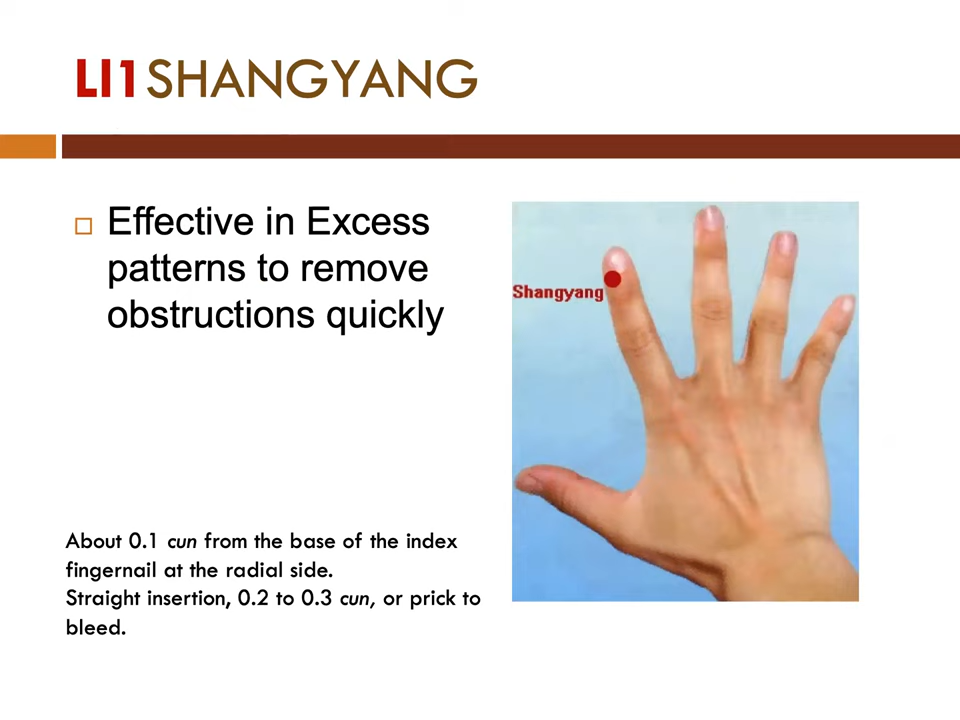 LI1 SHANGYANG
Effective in Excess
patterns to remove
obstructions quickly
Shangyang
About 0.1 cun from the base of the index
fingernail at the radial side.
Straight insertion, 0.2 to 0.3 cun, or prick to
bleed.